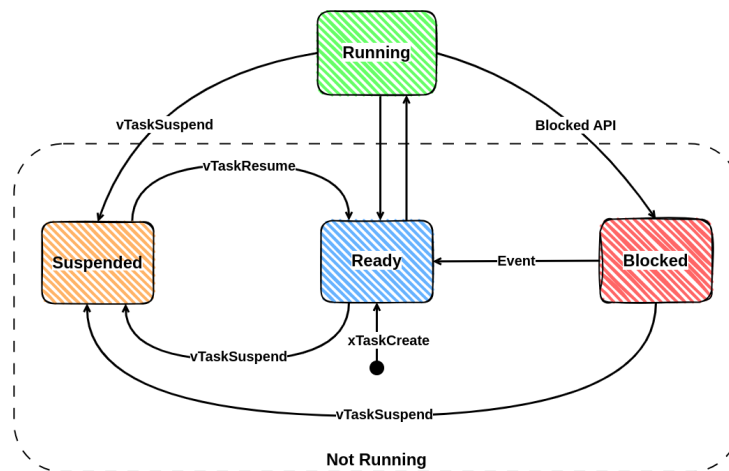 Running
vTaskSuspend
Blocked API
vTaskResume
Suspended
Ready
Event
Blocked
xTaskCreate
vTaskSuspend
vTaskSuspend
Not Running